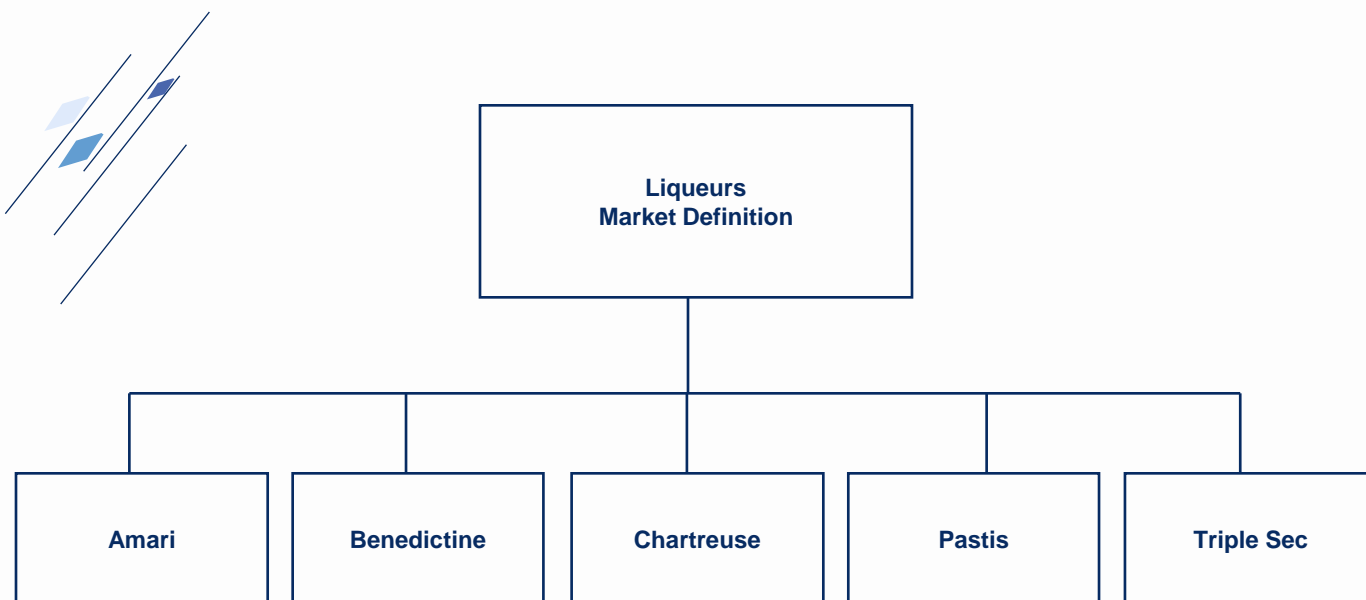 Liqueurs
Market Definition
Amari
Benedictine
Chartreuse
Pastis
Triple Sec